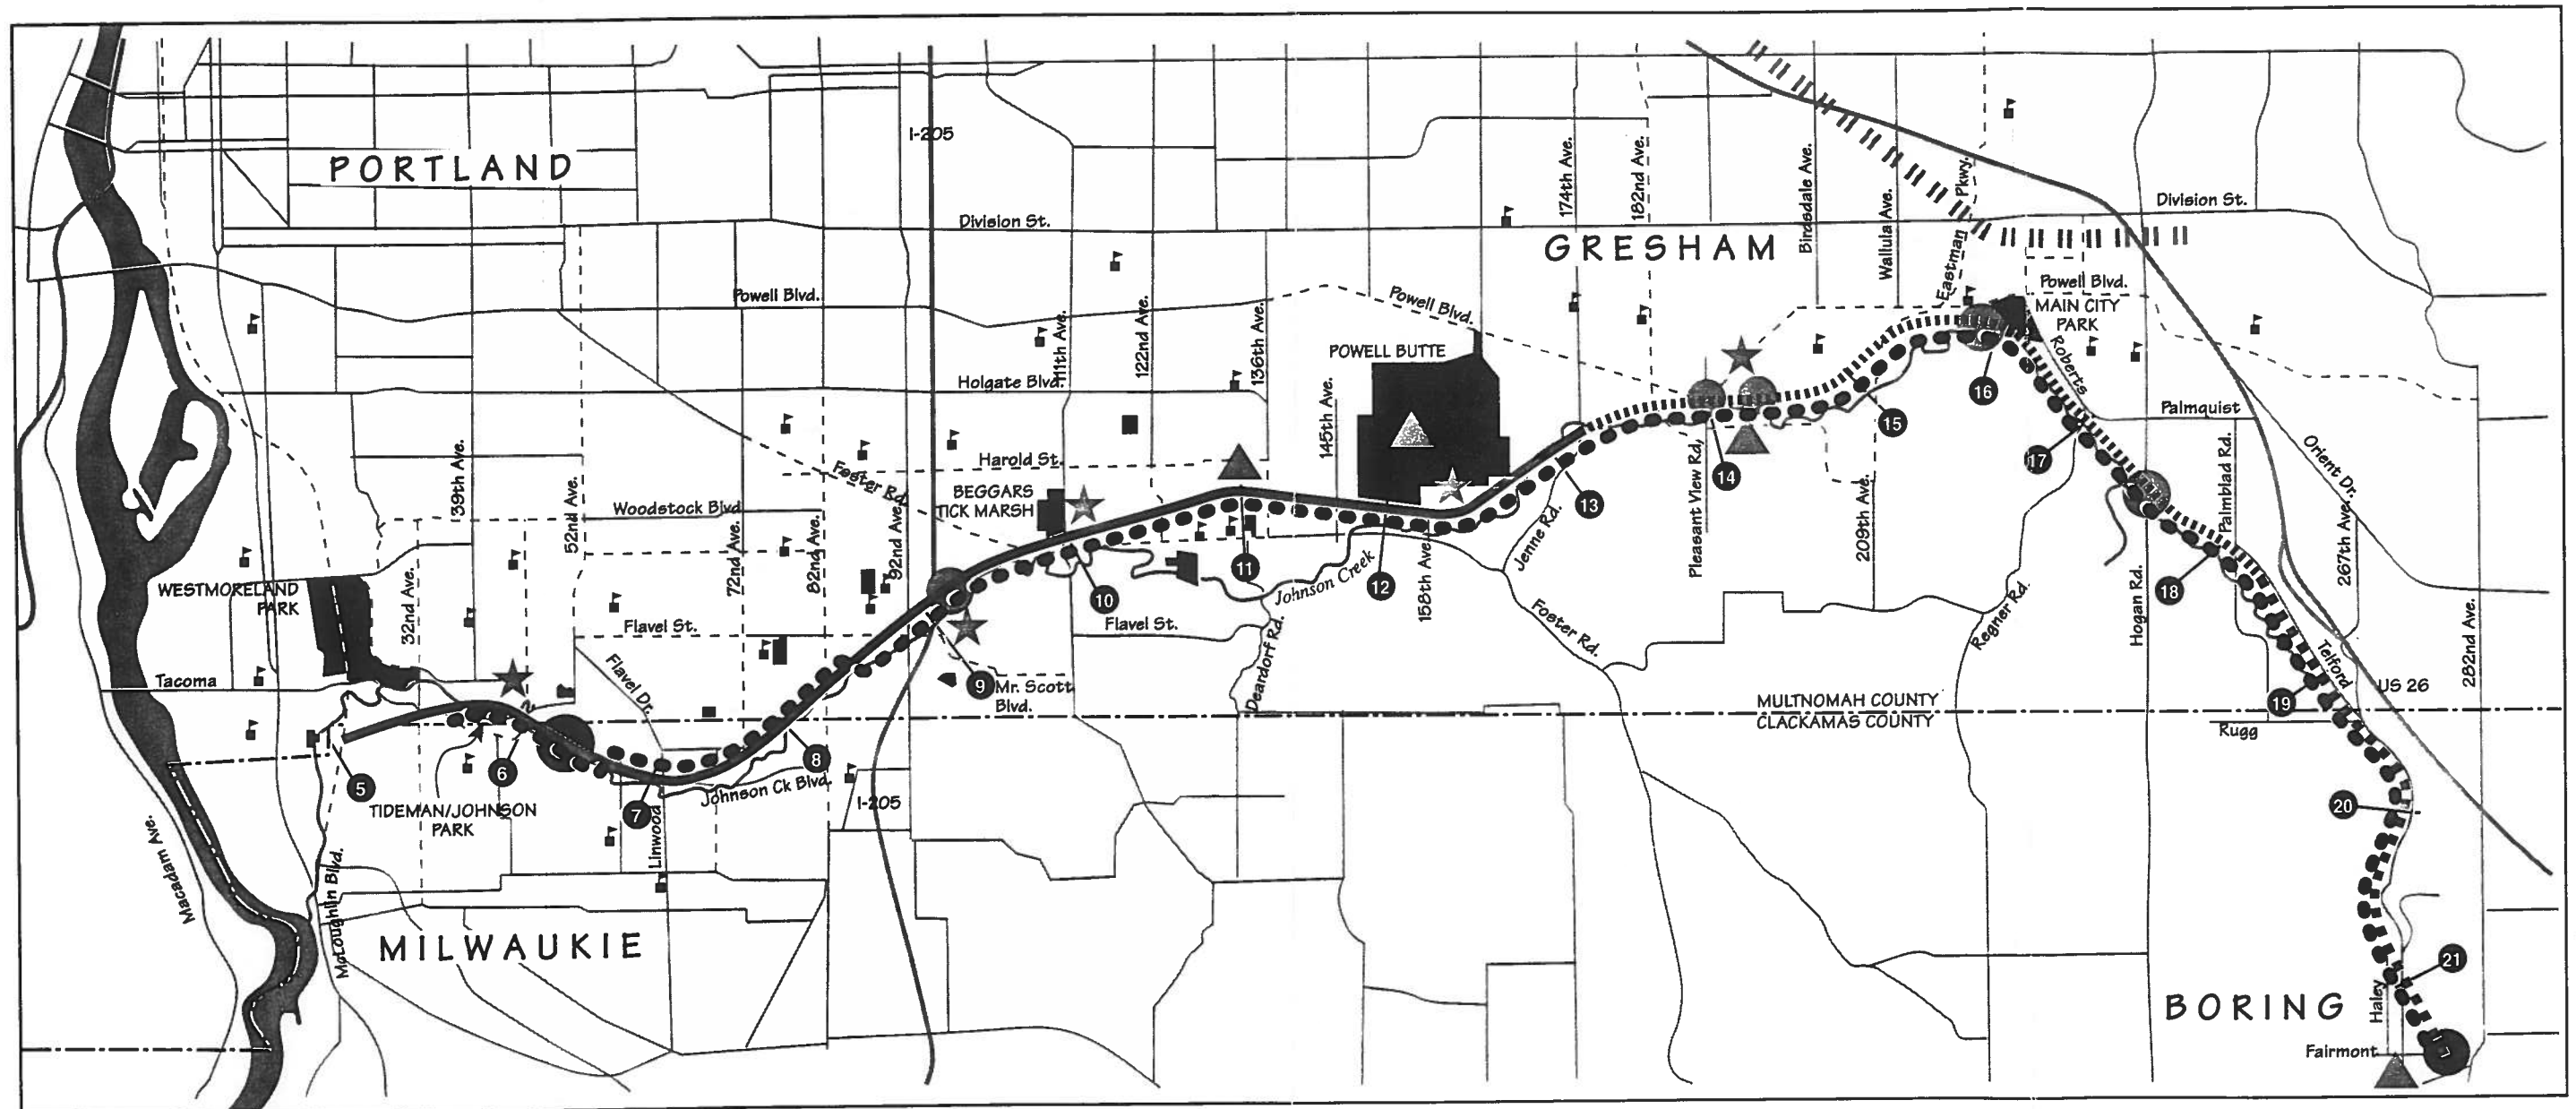 PORTLAND
I-205
174th Ave.
182nd Ave.
Birdsdale Ave.
Wallula Ave.
Eastman Pkwy.
Division St.
Division St.
GRESHAM
Powell Blvd.
Powell Blvd.
Powell Blvd.
MAIN CITY
PARK
Roberts
111th Ave.
122nd Ave.
136th Ave.
POWELL BUTTE
Holgate Blvd.
145th Ave.
16
15
Palmquist
39th Ave.
Harold St.
Foster Rd.
14
17
Pleasant View Rd.
Palmblad Rd.
Orient Dr.
BEGGARS
TICK MARSH
Woodstock Blvd.
52nd Ave.
72nd Ave.
82nd Ave.
92nd Ave.
13
Jenne Rd.
209th Ave.
267th Ave.
WESTMORELAND
PARK
32nd Ave.
11
10
12
Johnson Creek
158th Ave.
18
Hogan Rd.
Regner Rd.
282nd Ave.
Flavel St.
Flavel St.
Foster Rd.
Deardorf Rd.
Flavel Dr.
Telford
Tacoma
9
Mr. Scott
Blvd.
US 26
MULTNOMAH COUNTY
CLACKAMAS COUNTY
19
Rugg
5
6
8
7
Johnson Ck Blvd.
I-205
20
TIDEMAN/JOHNSON
PARK
Linwood
Macadam Ave.
McLoughlin Blvd.
MILWAUKIE
21
BORING
Haley
Fairmont